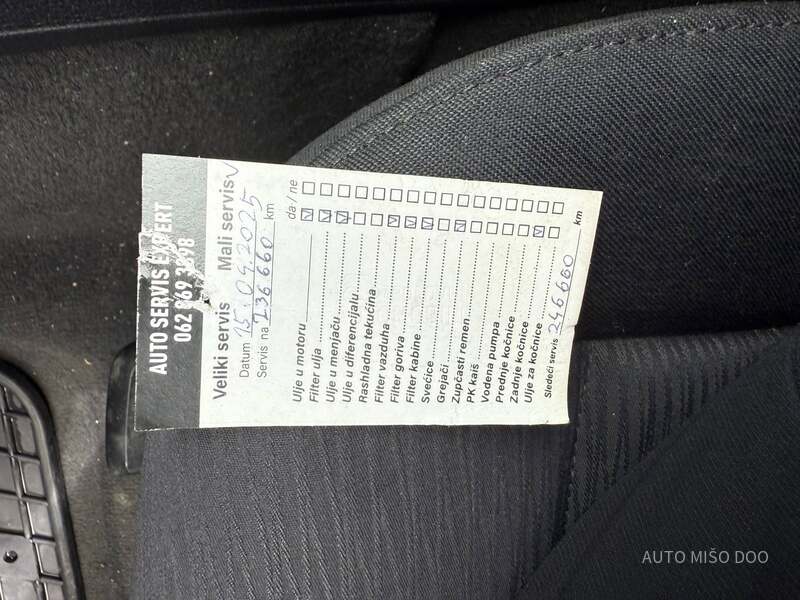 AUTO SERVIS EXPERT
062 869
Veliki servis Mali servis V
Datum 15.04.2025
Servis na 236660 km
da / ne
Ulje u motoru
Filter ulja
Ulje u menjaču
Ulje u diferencijalu
Rashladna tekućina
Filter vazduha
Filter goriva
Filter kabine
Svećice
Grejači
Zupčasti remen
PK kaiš
Vodena pumpa
Prednje kočnice
Zadnje kočnice
Ulje za kočnice
Sledeći servis 246660 km
AUTO MIŠO DOO